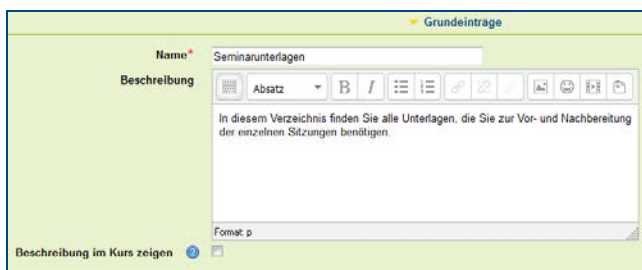 Grundeinträge
Name*
Seminarunterlagen
Beschreibung
Absatz
B I
In diesem Verzeichnis finden Sie alle Unterlagen, die Sie zur Vor- und Nachbereitung
der einzelnen Sitzungen benötigen.
Format: p
Beschreibung im Kurs zeigen ?